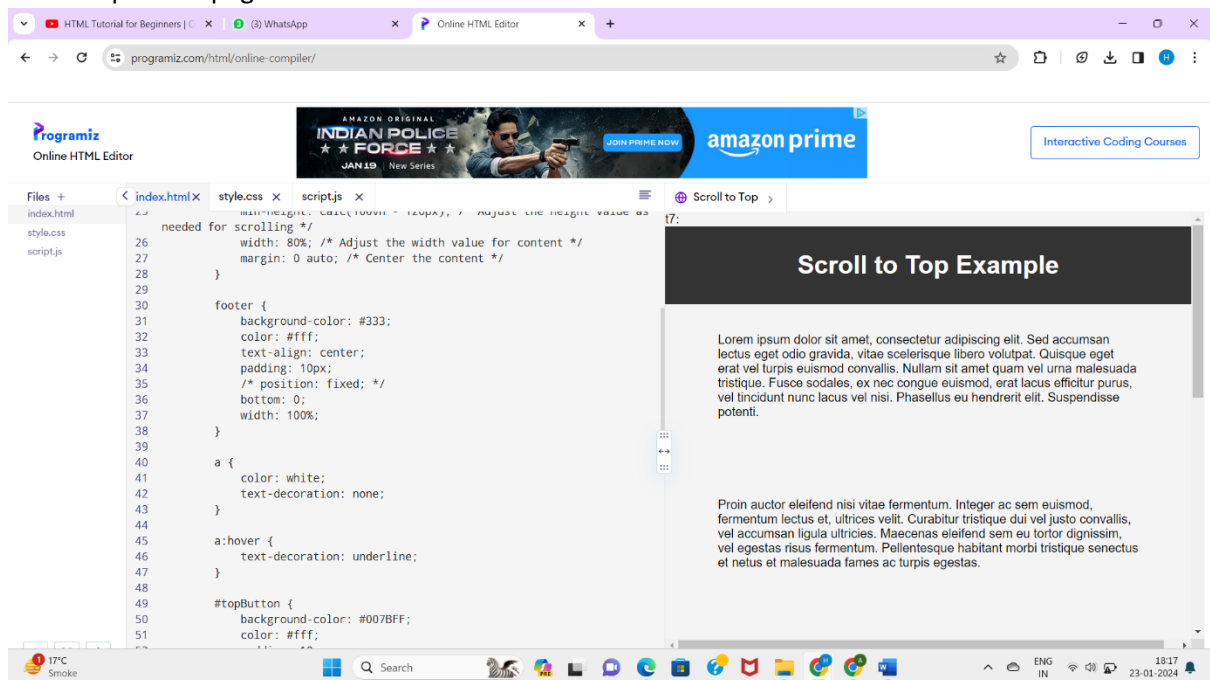 HTML Tutorial for Beginners | C
(3) WhatsApp
Online HTML Editor
programiz.com/html/online-compiler/
H
Programiz
Online HTML Editor
AMAZON ORIGINAL
INDIAN POLICE
★ ★ FORCE ★ ★
JAN 19 New Series
JOIN PRIME NOW
amazon prime
Interactive Coding Courses
Files +
index.html
style.css
script.js
index.html X style.css X script.js X
Scroll to Top >
needed for scrolling */
26 width: 80%; /* Adjust the width value for content */
27 margin: 0 auto; /* Center the content */
28 }
29
30 footer {
31 background-color: #333;
32 color: #fff;
33 text-align: center;
34 padding: 10px;
35 /* position: fixed; */
36 bottom: 0;
37 width: 100%;
38 }
39
40 a {
41 color: white;
42 text-decoration: none;
43 }
44
45 a:hover {
46 text-decoration: underline;
47 }
48
49 #topButton {
50 background-color: #007BFF;
51 color: #fff;
t7:
Scroll to Top Example
Lorem ipsum dolor sit amet, consectetur adipiscing elit. Sed accumsan
lectus eget odio gravida, vitae scelerisque libero volutpat. Quisque eget
erat vel turpis euismod convallis. Nullam sit amet quam vel urna malesuada
tristique. Fusce sodales, ex nec congue euismod, erat lacus efficitur purus,
vel tincidunt nunc lacus vel nisi. Phasellus eu hendrerit elit. Suspendisse
potenti.
Proin auctor eleifend nisi vitae fermentum. Integer ac sem euismod,
fermentum lectus et, ultrices velit. Curabitur tristique dui vel justo convallis,
vel accumsan ligula ultricies. Maecenas eleifend sem eu tortor dignissim,
vel egestas risus fermentum. Pellentesque habitant morbi tristique senectus
et netus et malesuada fames ac turpis egestas.
1
17°C
Smoke
Search
PRE
ENG
IN
18:17
23-01-2024